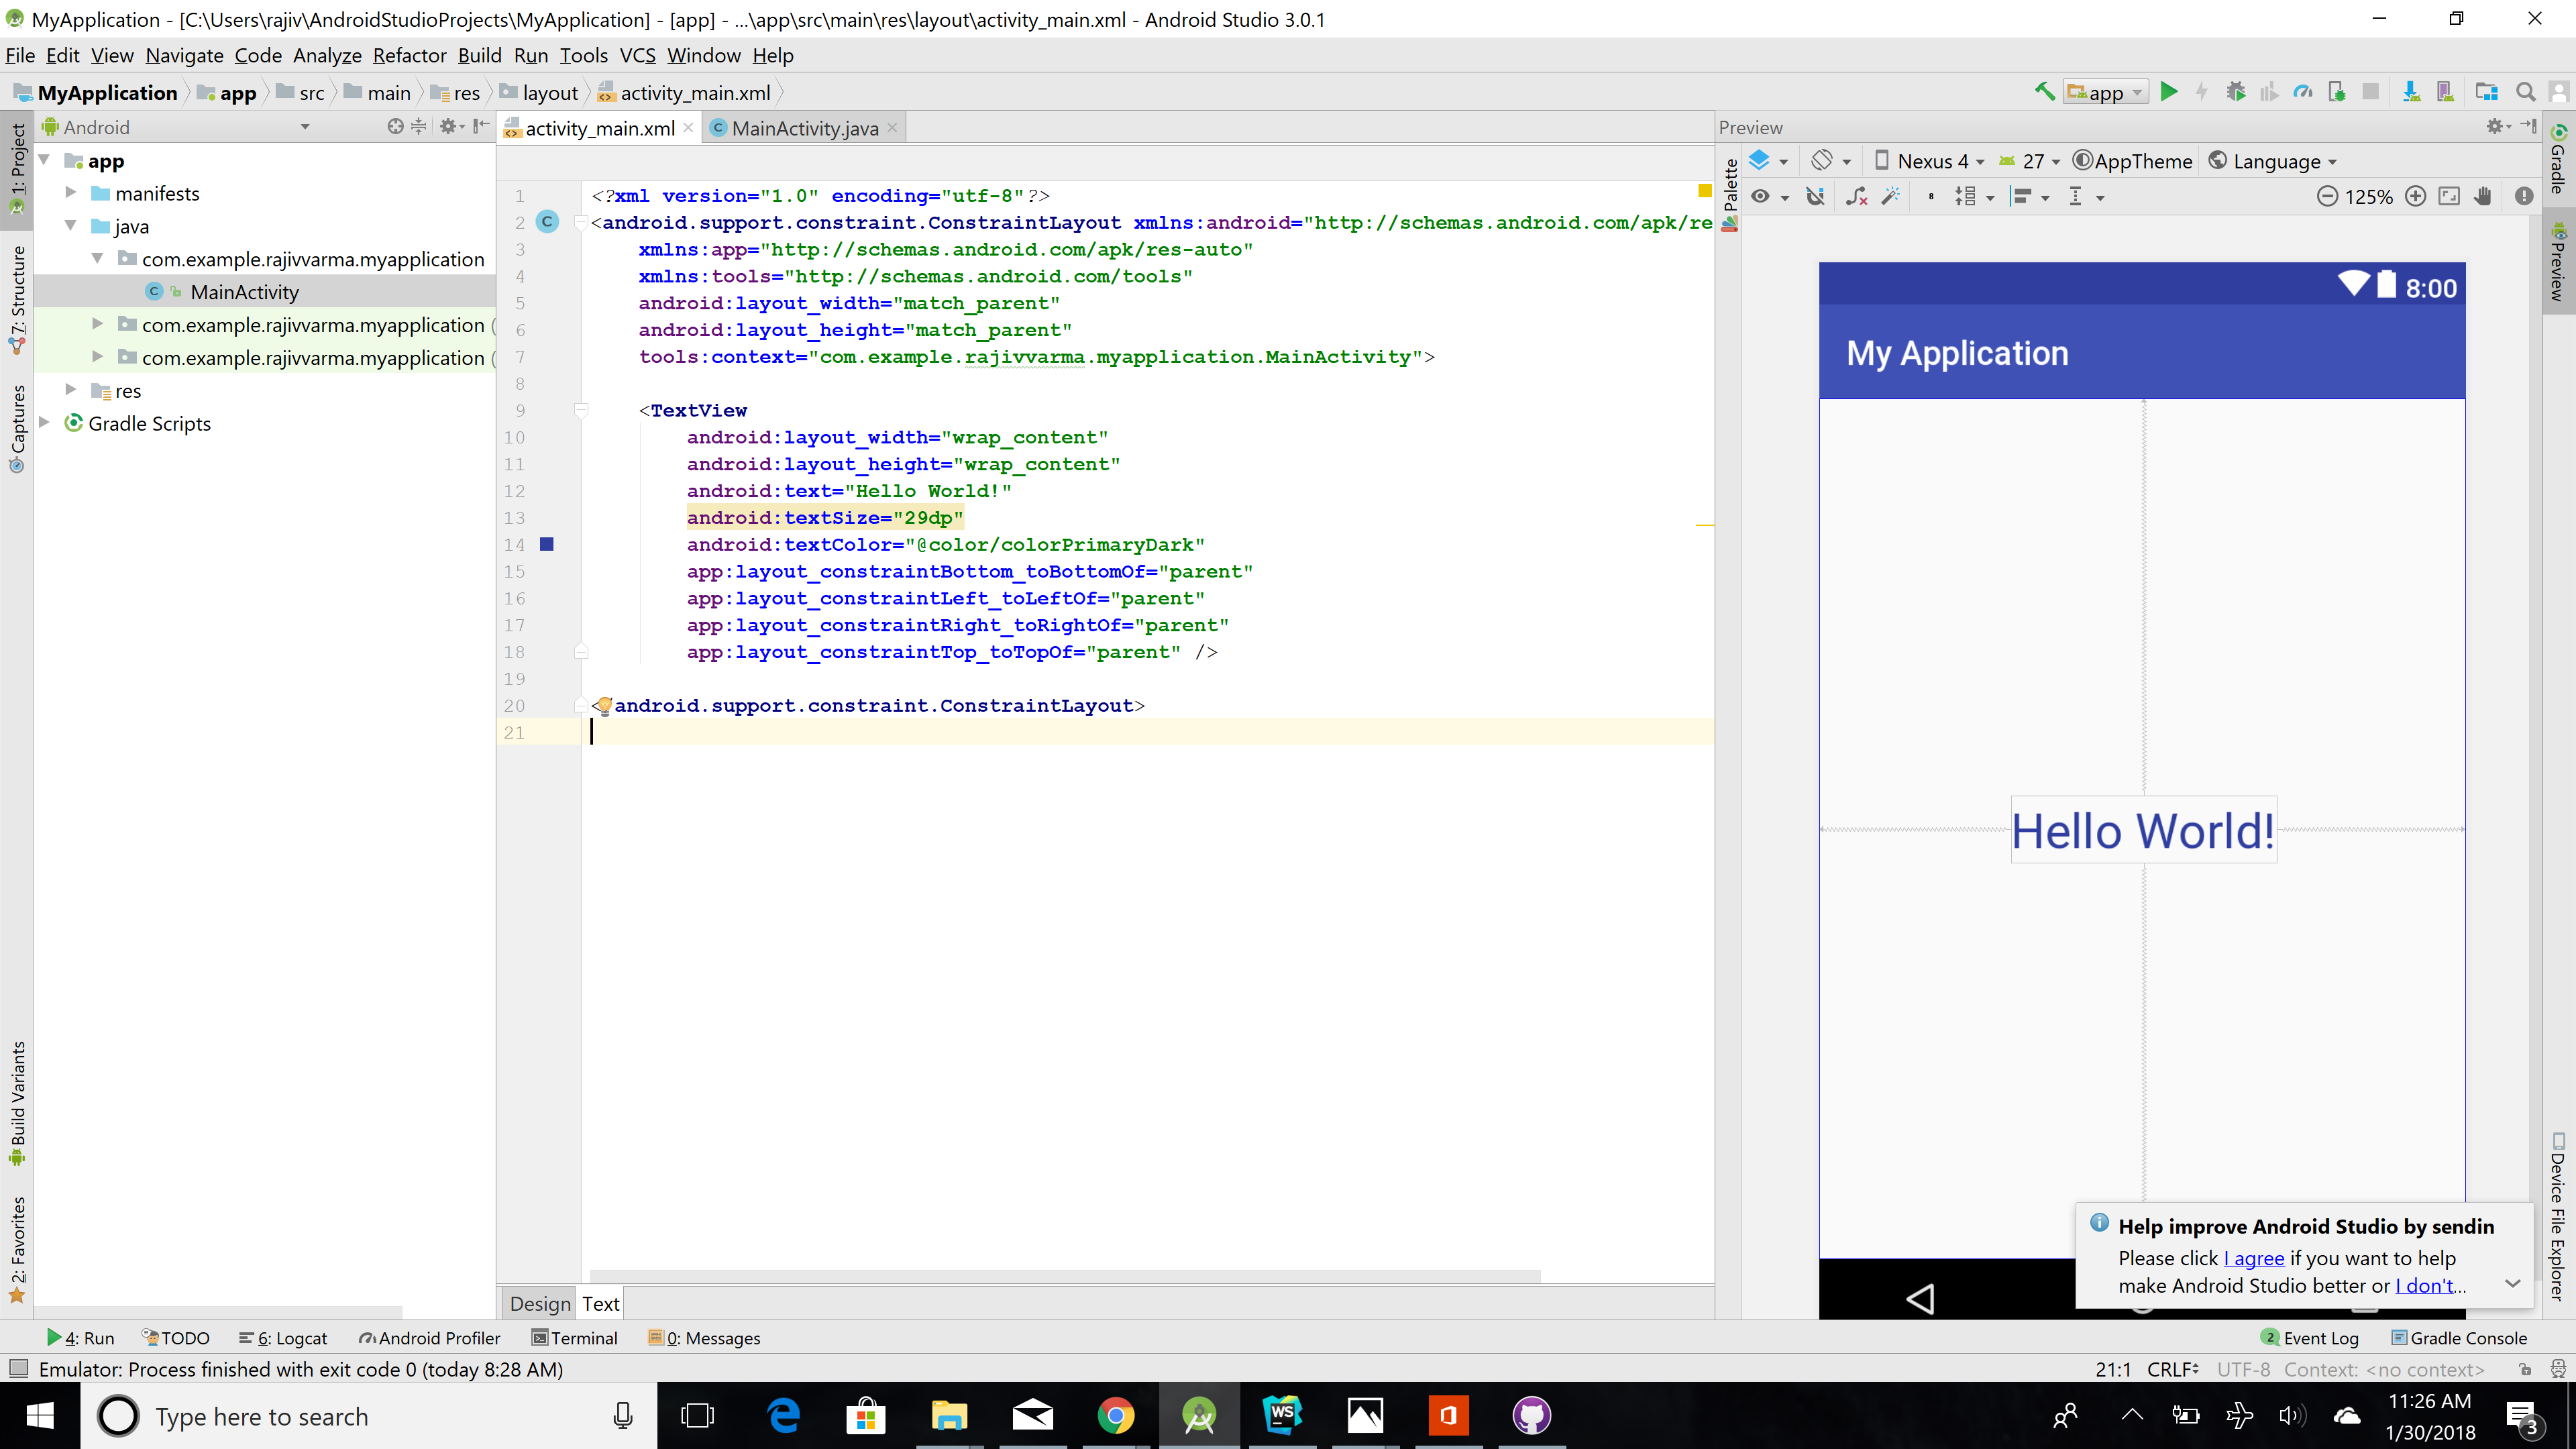 MyApplication - [C:\Users\rajiv\AndroidStudioProjects\MyApplication] - [app] - ...\app\src\main\res\layout\activity_main.xml - Android Studio 3.0.1
File Edit View Navigate Code Analyze Refactor Build Run Tools VCS Window Help
MyApplication app src main res layout activity_main.xml
app
Android
activity_main.xml
MainActivity.java
Preview
1: Project
7: Structure
Captures
Build Variants
2: Favorites
app
manifests
java
com.example.rajivvarma.myapplication
MainActivity
com.example.rajivvarma.myapplication (
com.example.rajivvarma.myapplication (
res
Gradle Scripts
1 <?xml version="1.0" encoding="utf-8"?>
2 <android.support.constraint.ConstraintLayout xmlns:android="http://schemas.android.com/apk/re
3 xmlns:app="http://schemas.android.com/apk/res-auto"
4 xmlns:tools="http://schemas.android.com/tools"
5 android:layout_width="match_parent"
6 android:layout_height="match_parent"
7 tools:context="com.example.rajivvarma.myapplication.MainActivity">
8
9 <TextView
10 android:layout_width="wrap_content"
11 android:layout_height="wrap_content"
12 android:text="Hello World!"
13 android:textSize="29dp"
14 android:textColor="@color/colorPrimaryDark"
15 app:layout_constraintBottom_toBottomOf="parent"
16 app:layout_constraintLeft_toLeftOf="parent"
17 app:layout_constraintRight_toRightOf="parent"
18 app:layout_constraintTop_toTopOf="parent" />
19
20 < android.support.constraint.ConstraintLayout>
21
Design Text
Palette
Nexus 4 27 AppTheme Language
8 125%
8:00
My Application
Hello World!
Help improve Android Studio by sendin
Please click I agree if you want to help
make Android Studio better or I don't...
Gradle
Preview
Device File Explorer
4: Run TODO 6: Logcat Android Profiler Terminal 0: Messages
2 Event Log Gradle Console
Emulator: Process finished with exit code 0 (today 8:28 AM)
21:1 CRLF UTF-8 Context: <no context>
Type here to search
WS
11:26 AM
1/30/2018
3